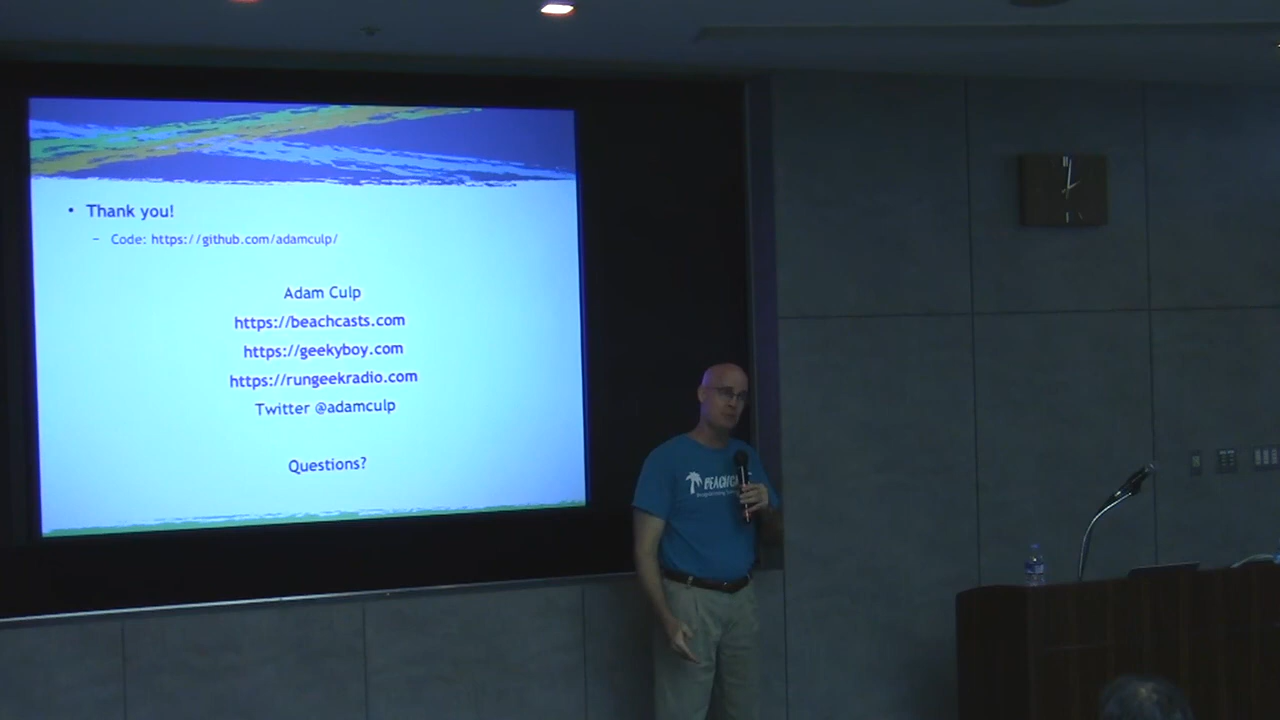 • Thank you!
– Code: https://github.com/adamculp/
Adam Culp
https://beachcasts.com
https://geekyboy.com
https://rungeekradio.com
Twitter @adamculp
Questions?
BEACHCA